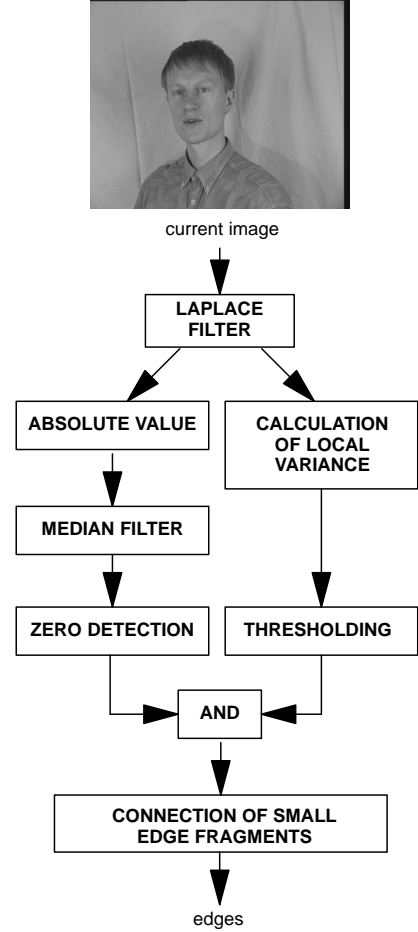 current image
LAPLACE
FILTER
ABSOLUTE VALUE
CALCULATION
OF LOCAL
VARIANCE
MEDIAN FILTER
ZERO DETECTION
THRESHOLDING
AND
CONNECTION OF SMALL
EDGE FRAGMENTS
edges